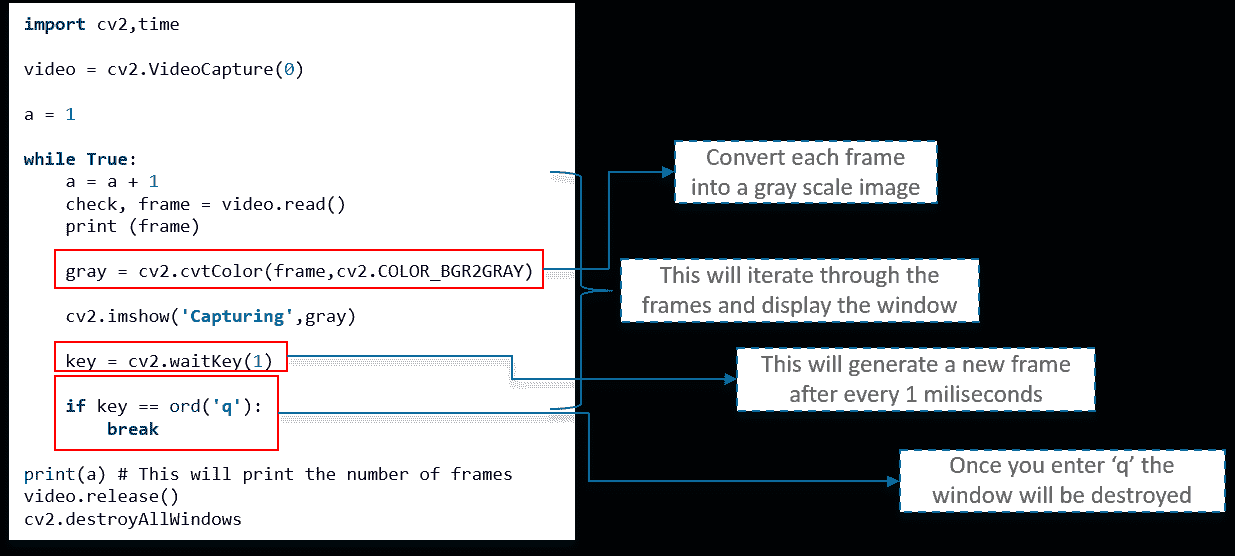 import cv2,time
video = cv2.VideoCapture(0)
a = 1
while True:
a = a + 1
check, frame = video.read()
print (frame)
gray = cv2.cvtColor(frame,cv2.COLOR_BGR2GRAY)
cv2.imshow('Capturing',gray)
key = cv2.waitKey(1)
if key == ord('q'):
break
print(a) # This will print the number of frames
video.release()
cv2.destroyAllWindows
Convert each frame
into a gray scale image
This will iterate through the
frames and display the window
This will generate a new frame
after every 1 miliseconds
Once you enter ‘q’ the
window will be destroyed